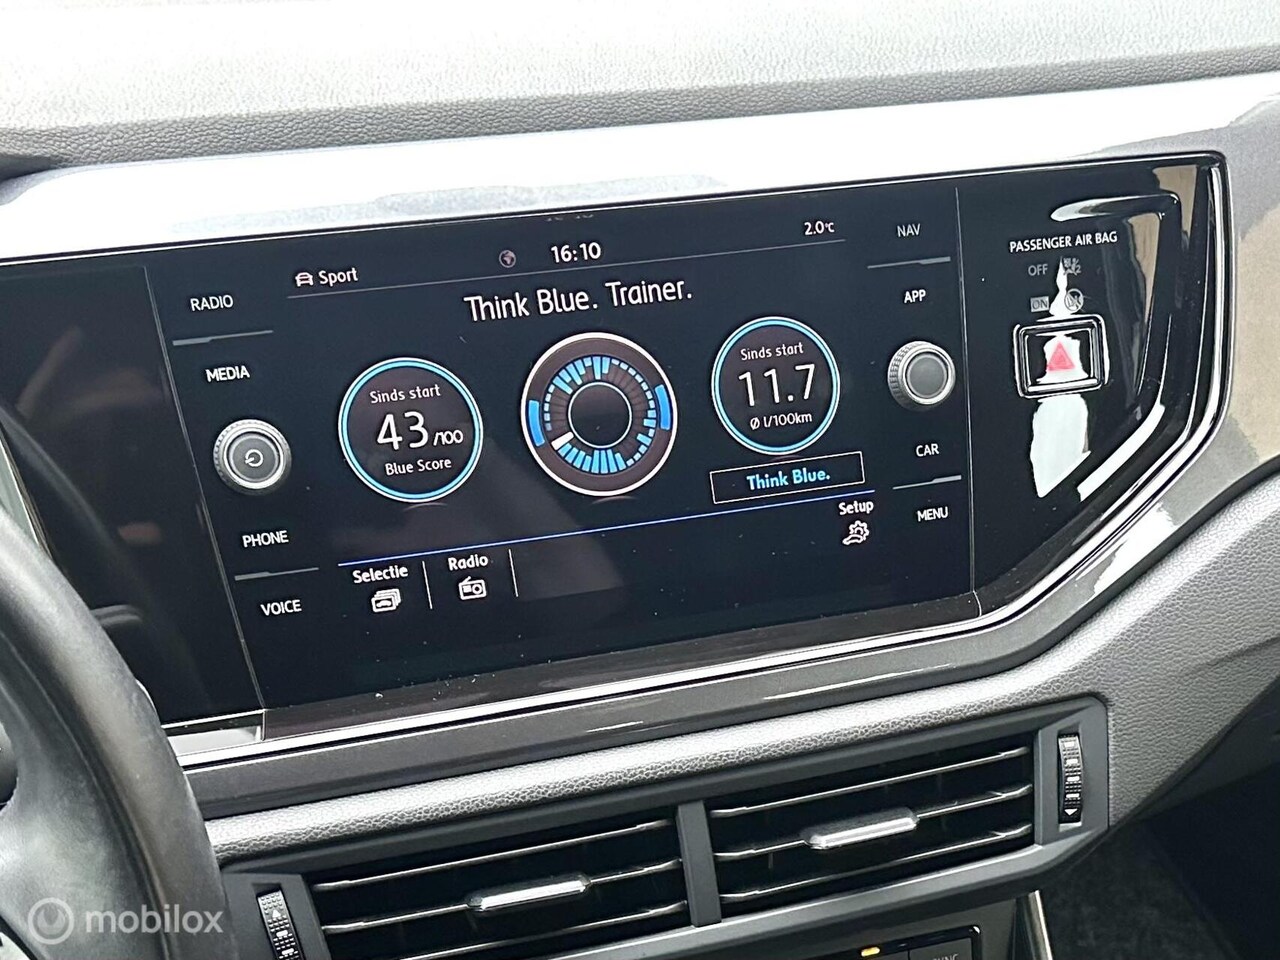 16:10
2.0°C
Sport
Think Blue. Trainer.
RADIO
MEDIA
PHONE
VOICE
NAV
APP
CAR
MENU
Sinds start
43/100
Blue Score
Sinds start
11.7
Ø l/100km
Think Blue.
Setup
Selectie
Radio
PASSENGER AIR BAG
OFF
ON
SYNC
mobilox